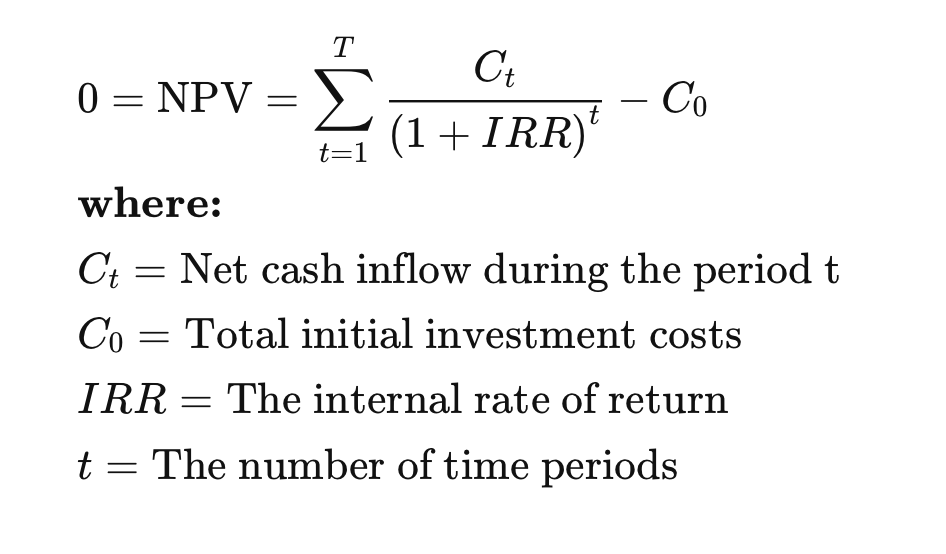 0 = NPV = \sum_{t=1}^{T} \frac{C_t}{(1 + IRR)^t} − C_0
where:
C_t = Net cash inflow during the period t
C_0 = Total initial investment costs
IRR = The internal rate of return
t = The number of time periods